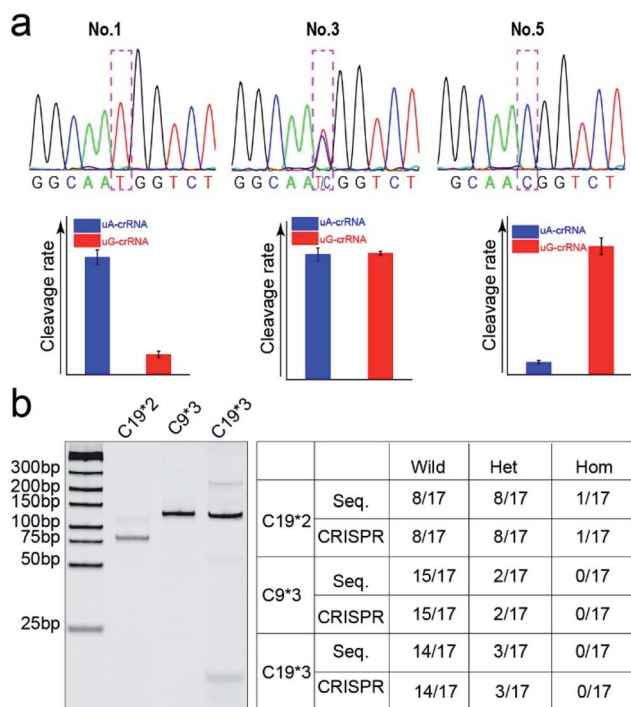 a
No.1 No.3 No.5
GGCAATGGTCT GGCAAT/CGGTCT GCAACGGTCT
Cleavage rate
uA-crRNA
uG-crRNA
Cleavage rate
uA-crRNA
uG-crRNA
Cleavage rate
uA-crRNA
uG-crRNA
b
C19*2 C9*3 C19*3
300bp
200bp
150bp
100bp
75bp
50bp
25bp
Wild Het Hom
C19*2
Seq. 8/17 8/17 1/17
CRISPR 8/17 8/17 1/17
C9*3
Seq. 15/17 2/17 0/17
CRISPR 15/17 2/17 0/17
C19*3
Seq. 14/17 3/17 0/17
CRISPR 14/17 3/17 0/17